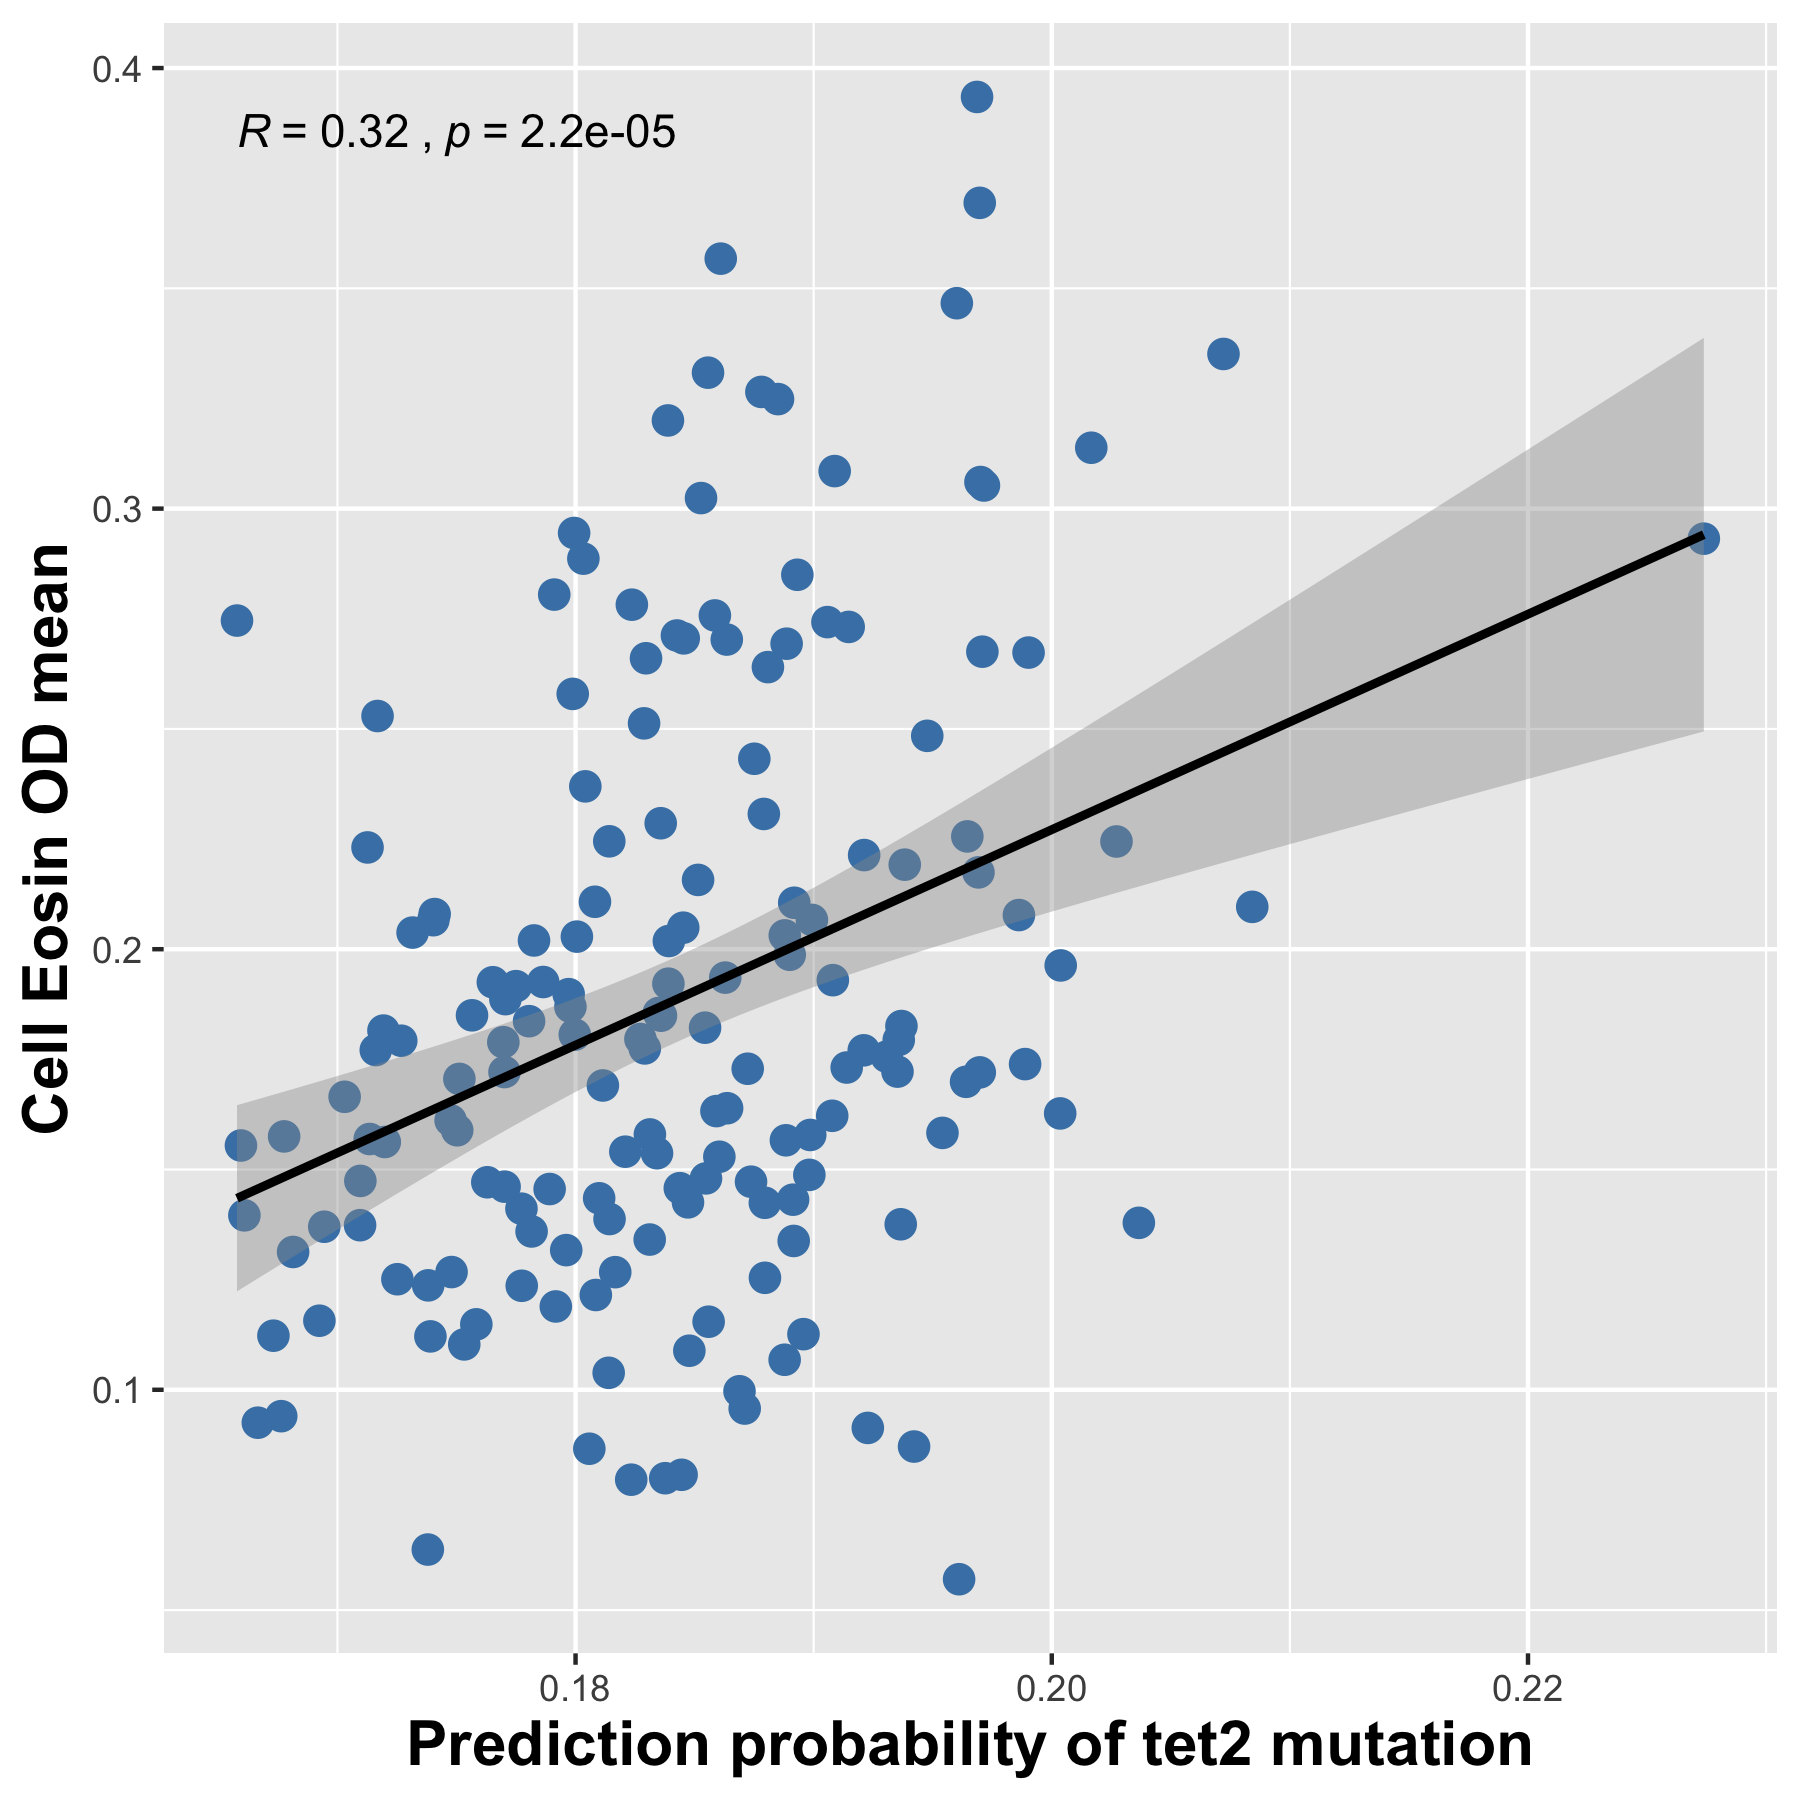 0.4
R = 0.32 , p = 2.2e-05
0.3
Cell Eosin OD mean
0.2
0.1
0.18 0.20 0.22
Prediction probability of tet2 mutation